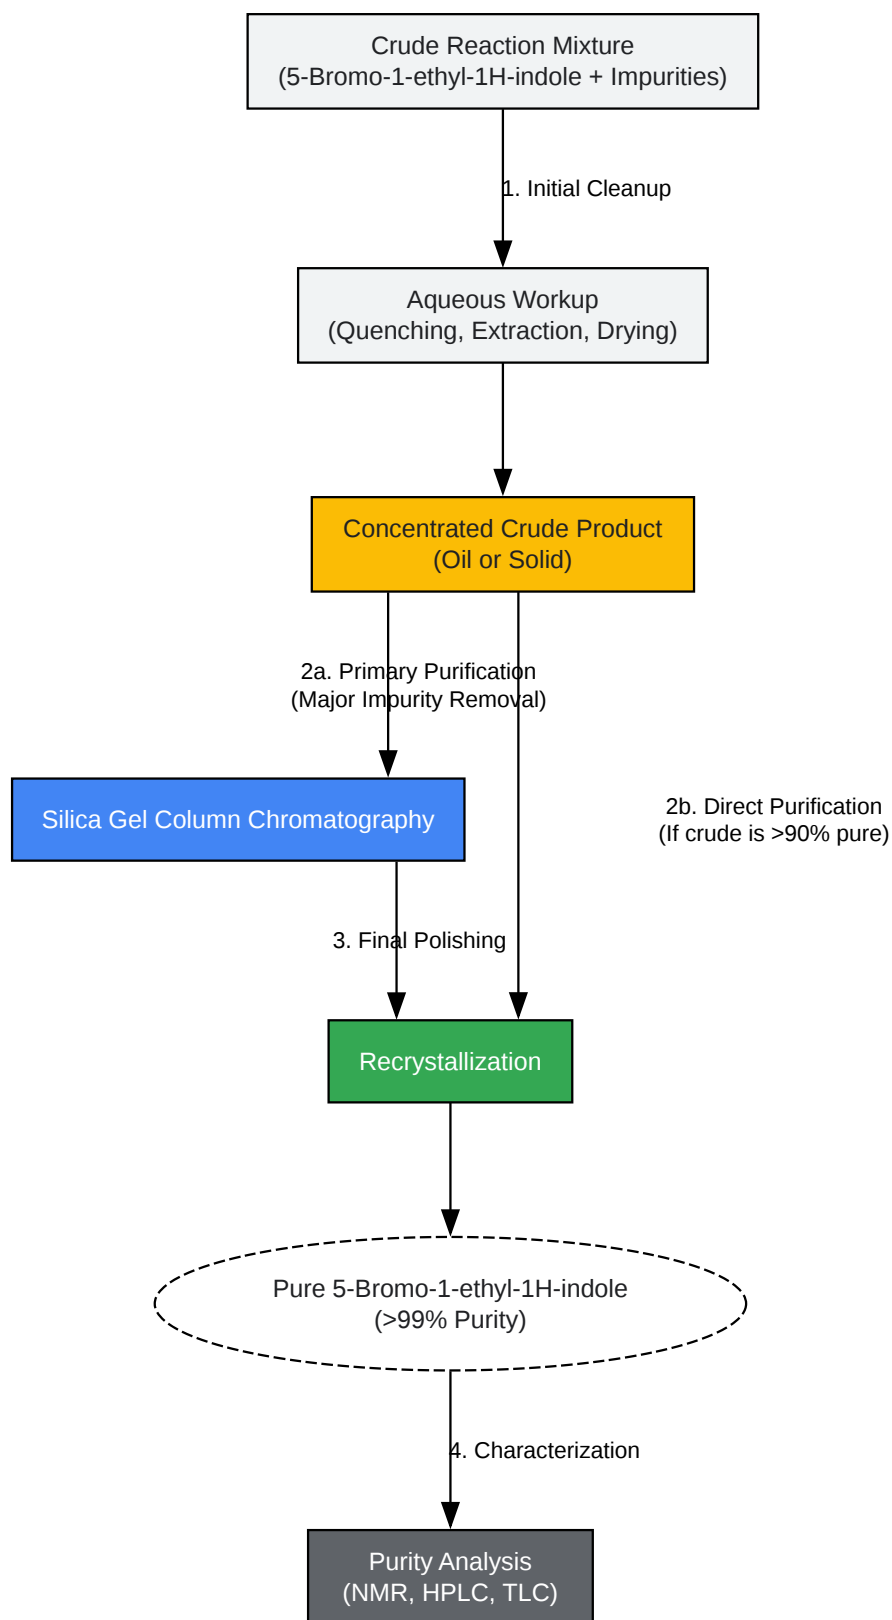 Crude Reaction Mixture
(5-Bromo-1-ethyl-1H-indole + Impurities)
1. Initial Cleanup
Aqueous Workup
(Quenching, Extraction, Drying)
Concentrated Crude Product
(Oil or Solid)
2a. Primary Purification
(Major Impurity Removal)
Silica Gel Column Chromatography
2b. Direct Purification
(If crude is >90% pure)
3. Final Polishing
Recrystallization
Pure 5-Bromo-1-ethyl-1H-indole
(>99% Purity)
4. Characterization
Purity Analysis
(NMR, HPLC, TLC)